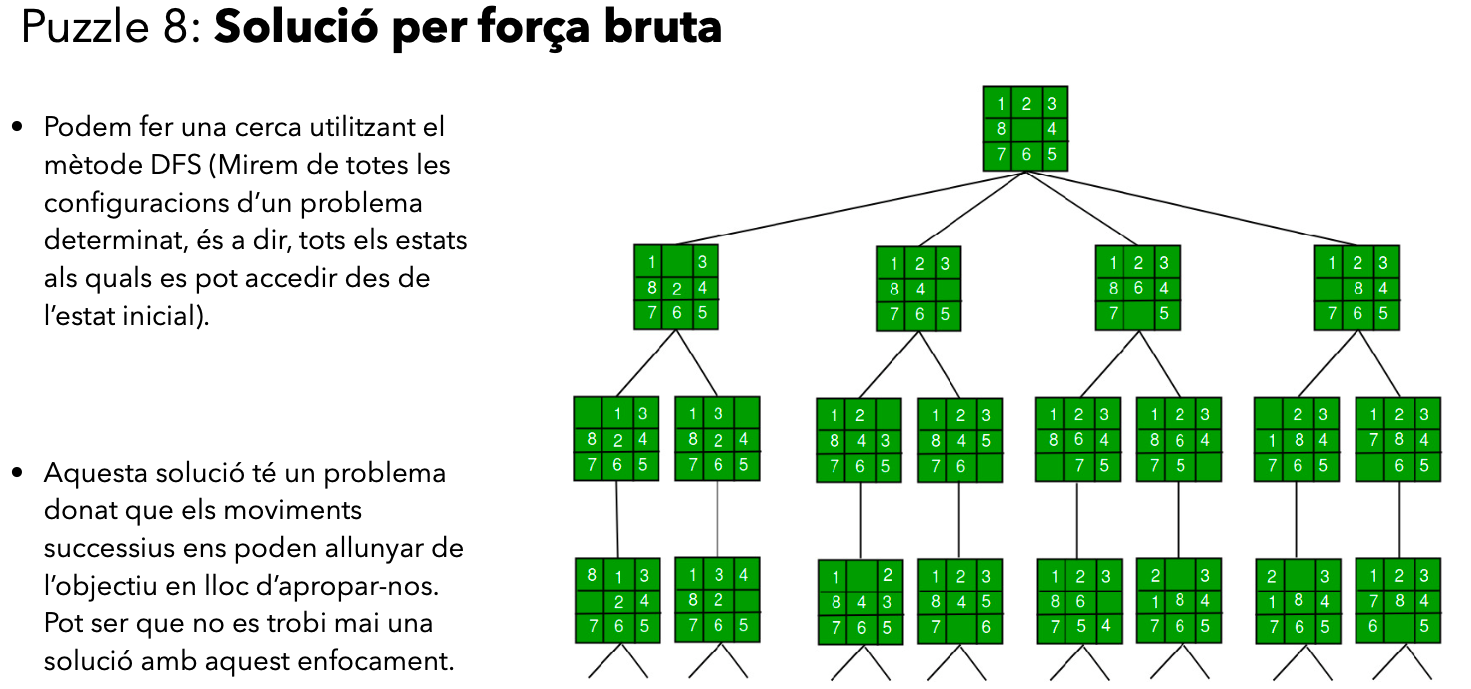 Puzzle 8: Solució per força bruta
• Podem fer una cerca utilitzant el
mètode DFS (Mirem de totes les
configuracions d’un problema
determinat, és a dir, tots els estats
als quals es pot accedir des de
l’estat inicial).
• Aquesta solució té un problema
donat que els moviments
successius ens poden allunyar de
l’objectiu en lloc d’apropar-nos.
Pot ser que no es trobi mai una
solució amb aquest enfocament.
1 2 3
8 4
7 6 5
1 3
8 2 4
7 6 5
1 2 3
8 4
7 6 5
1 2 3
8 6 4
7 5
1 2 3
8 4
7 6 5
1 3
8 2 4
7 6 5
1 3
8 2 4
7 6 5
1 2
8 4 3
7 6 5
1 2 3
8 4 5
7 6
1 2 3
8 6 4
7 5
1 2 3
8 6 4
7 5
2 3
1 8 4
7 6 5
1 2 3
7 8 4
6 5
8 1 3
2 4
7 6 5
1 3 4
8 2
7 6 5
1 2
8 4 3
7 6 5
1 2 3
8 4 5
7 6
1 2 3
8 6
7 5 4
2 3
1 8 4
7 6 5
2 3
1 8 4
7 6 5
1 2 3
7 8 4
6 5